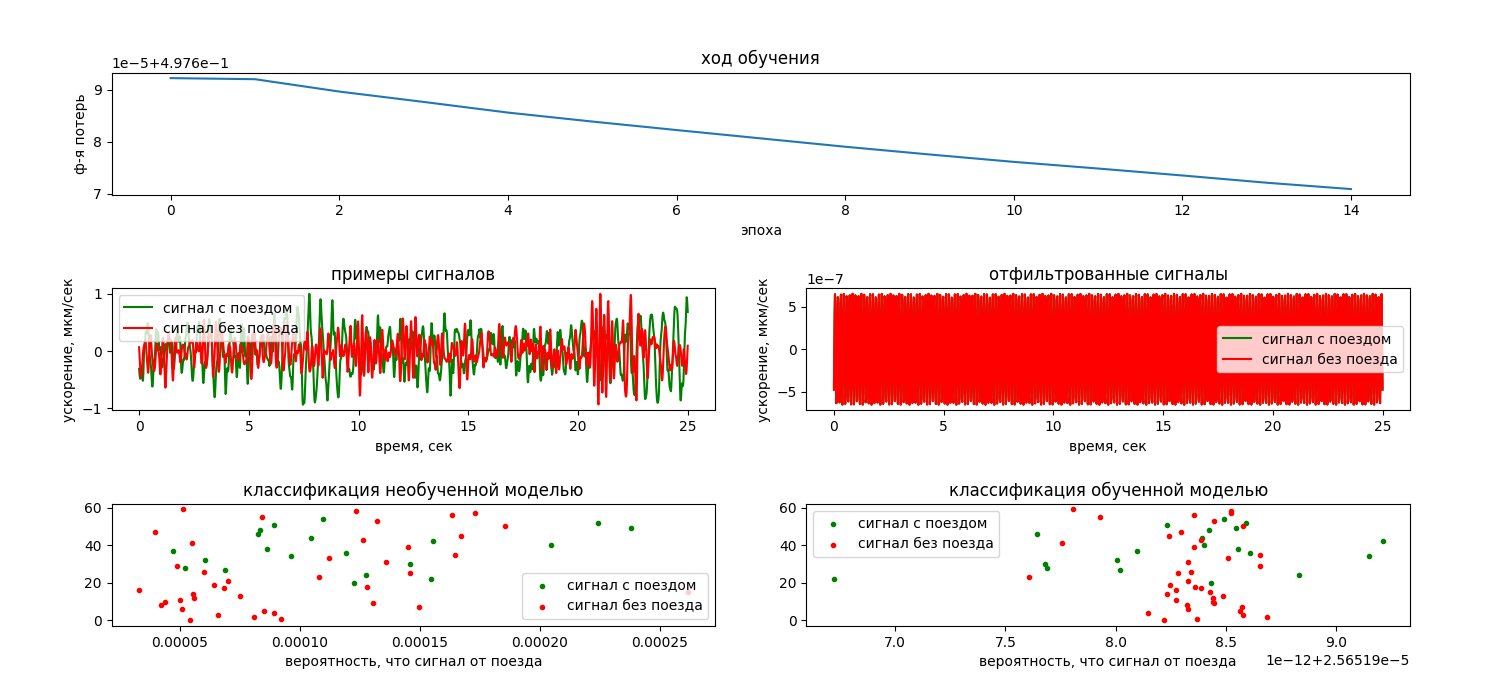 ход обучения
1e−5+4.976e−1
9
8
7
ф-я потерь
0 2 4 6 8 10 12 14
эпоха
примеры сигналов
1
0
−1
ускорение, мкм/сек
сигнал с поездом
сигнал без поезда
0 5 10 15 20 25
время, сек
отфильтрованные сигналы
1e−7
5
0
−5
ускорение, мкм/сек
сигнал с поездом
сигнал без поезда
0 5 10 15 20 25
время, сек
классификация необученной моделью
60
40
20
0
сигнал с поездом
сигнал без поезда
0.00005 0.00010 0.00015 0.00020 0.00025
вероятность, что сигнал от поезда
классификация обученной моделью
60
40
20
0
сигнал с поездом
сигнал без поезда
7.0 7.5 8.0 8.5 9.0
вероятность, что сигнал от поезда
1e−12+2.56519e−5